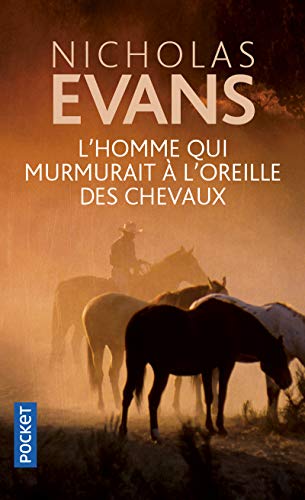 NICHOLAS
EVANS
L'HOMME QUI
MURMURAIT À L'OREILLE
DES CHEVAUX
POCKET